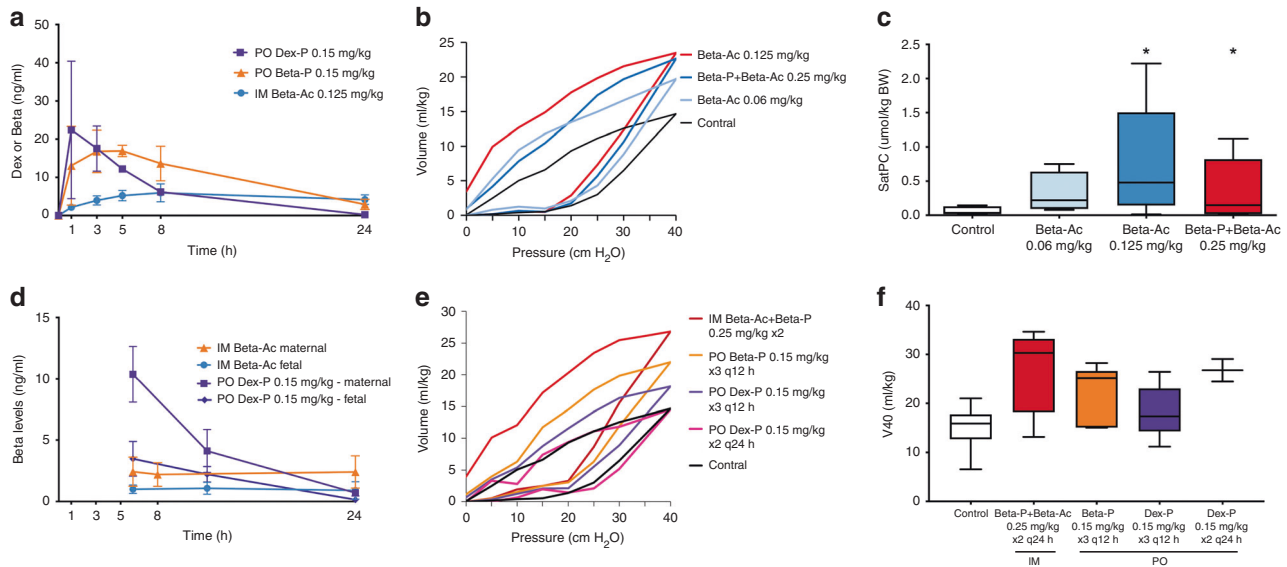 a
50
40
30
20
10
0
Dex or Beta (ng/ml)
1 3 5 8 24
Time (h)
PO Dex-P 0.15 mg/kg
PO Beta-P 0.15 mg/kg
IM Beta-Ac 0.125 mg/kg
b
25
20
15
10
5
0
Volume (ml/kg)
0 10 20 30 40
Pressure (cm H₂O)
Beta-Ac 0.125 mg/kg
Beta-P+Beta-Ac 0.25 mg/kg
Beta-Ac 0.06 mg/kg
Contral
c
2.5
2.0
1.5
1.0
0.5
0.0
SatPC (umol/kg BW)
* *
Control
Beta-Ac
0.06 mg/kg
Beta-Ac
0.125 mg/kg
Beta-P+Beta-Ac
0.25 mg/kg
d
15
10
5
0
Beta levels (ng/ml)
1 3 5 8 24
Time (h)
IM Beta-Ac maternal
IM Beta-Ac fetal
PO Dex-P 0.15 mg/kg - maternal
PO Dex-P 0.15 mg/kg - fetal
e
30
25
20
15
10
5
0
Volume (ml/kg)
0 10 20 30 40
Pressure (cm H₂O)
IM Beta-Ac+Beta-P
0.25 mg/kg x2
PO Beta-P 0.15 mg/kg
x3 q12 h
PO Dex-P 0.15 mg/kg
x3 q12 h
PO Dex-P 0.15 mg/kg
x2 q24 h
Contral
f
40
30
20
10
0
V40 (ml/kg)
Control
Beta-P+Beta-Ac
0.25 mg/kg
x2 q24 h
Beta-P
0.15 mg/kg
x3 q12 h
Dex-P
0.15 mg/kg
x3 q12 h
Dex-P
0.15 mg/kg
x2 q24 h
IM
PO